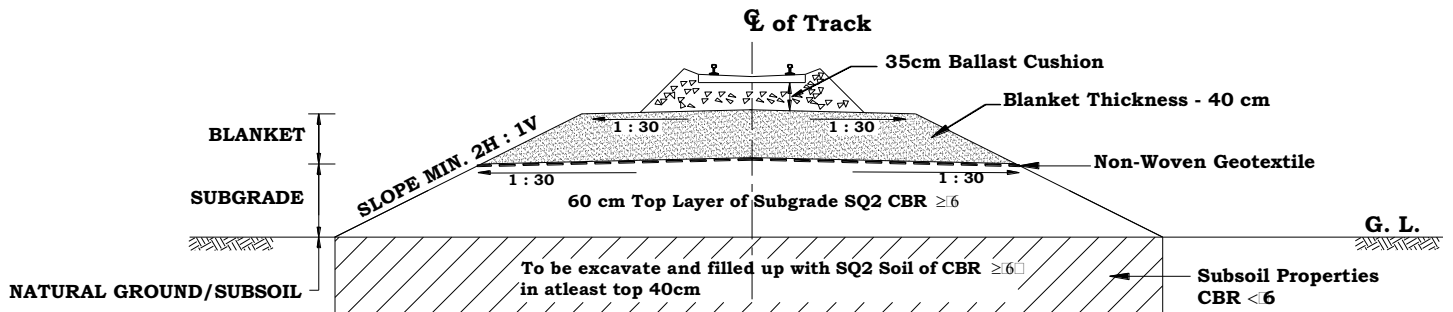 ℄ of Track
35cm Ballast Cushion
Blanket Thickness - 40 cm
BLANKET
1 : 30
1 : 30
SLOPE MIN. 2H : 1V
Non-Woven Geotextile
1 : 30
1 : 30
SUBGRADE
60 cm Top Layer of Subgrade SQ2 CBR ≥ 6
G. L.
To be excavate and filled up with SQ2 Soil of CBR ≥ 6
in atleast top 40cm
Subsoil Properties
CBR < 6
NATURAL GROUND/SUBSOIL